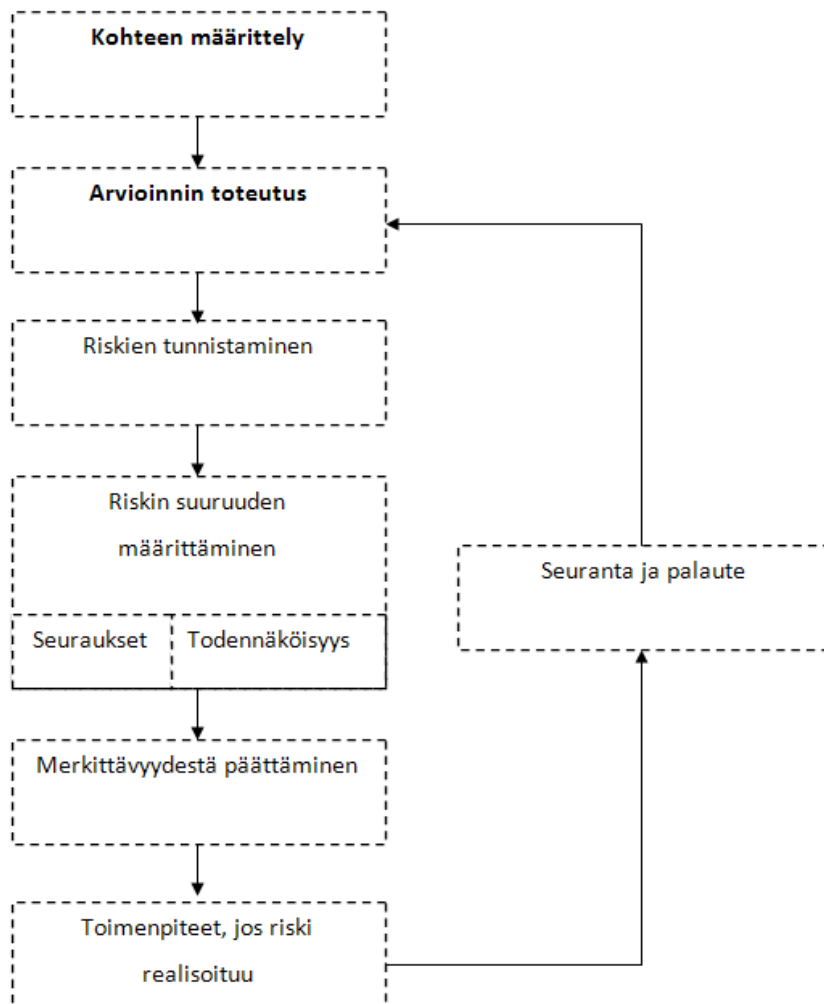 Kohteen määrittely
Arvioinnin toteutus
Riskien tunnistaminen
Riskin suuruuden
määrittäminen
Seuraukset
Todennäköisyys
Merkittävyydestä päättäminen
Toimenpiteet, jos riski
realisoituu
Seuranta ja palaute